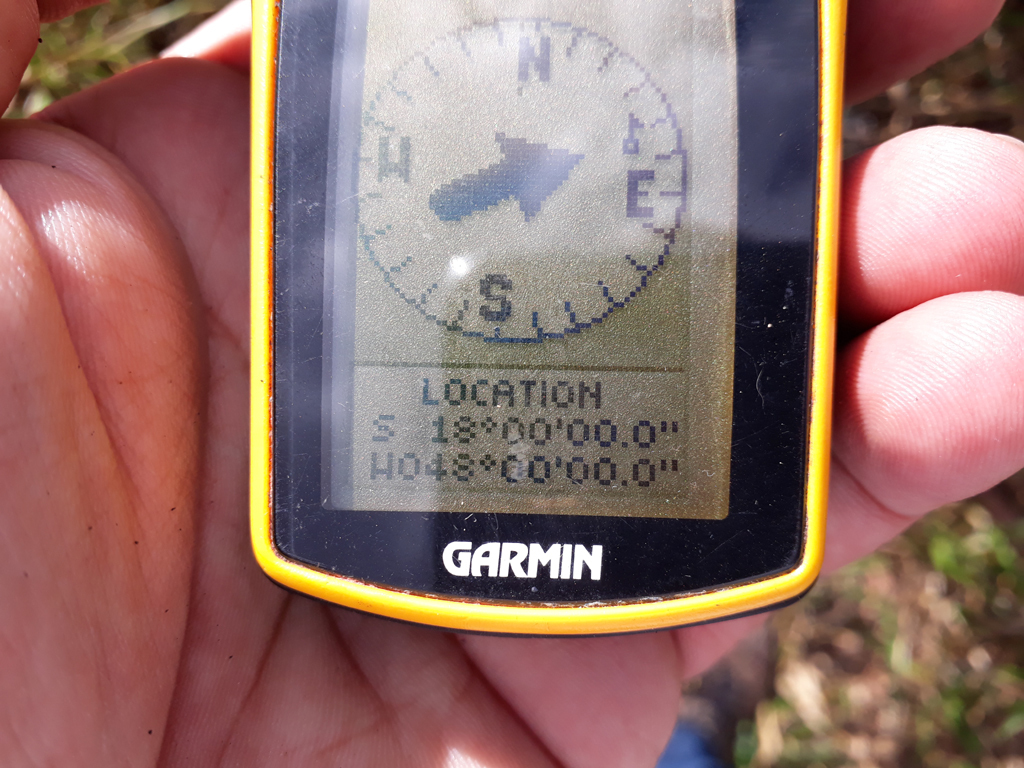 N
W
E
S
LOCATION
S 18°00'00.0"
W048°00'00.0"
GARMIN